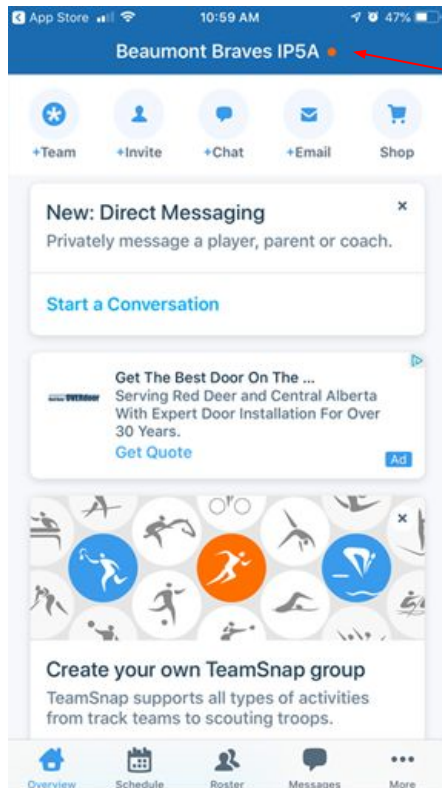 App Store 10:59 AM 47%
Beaumont Braves IP5A
+Team +Invite +Chat +Email Shop
New: Direct Messaging
Privately message a player, parent or coach.
Start a Conversation
Get The Best Door On The ...
Serving Red Deer and Central Alberta
With Expert Door Installation For Over
30 Years.
Get Quote
Ad
Create your own TeamSnap group
TeamSnap supports all types of activities
from track teams to scouting troops.
Overview Schedule Roster Messages More